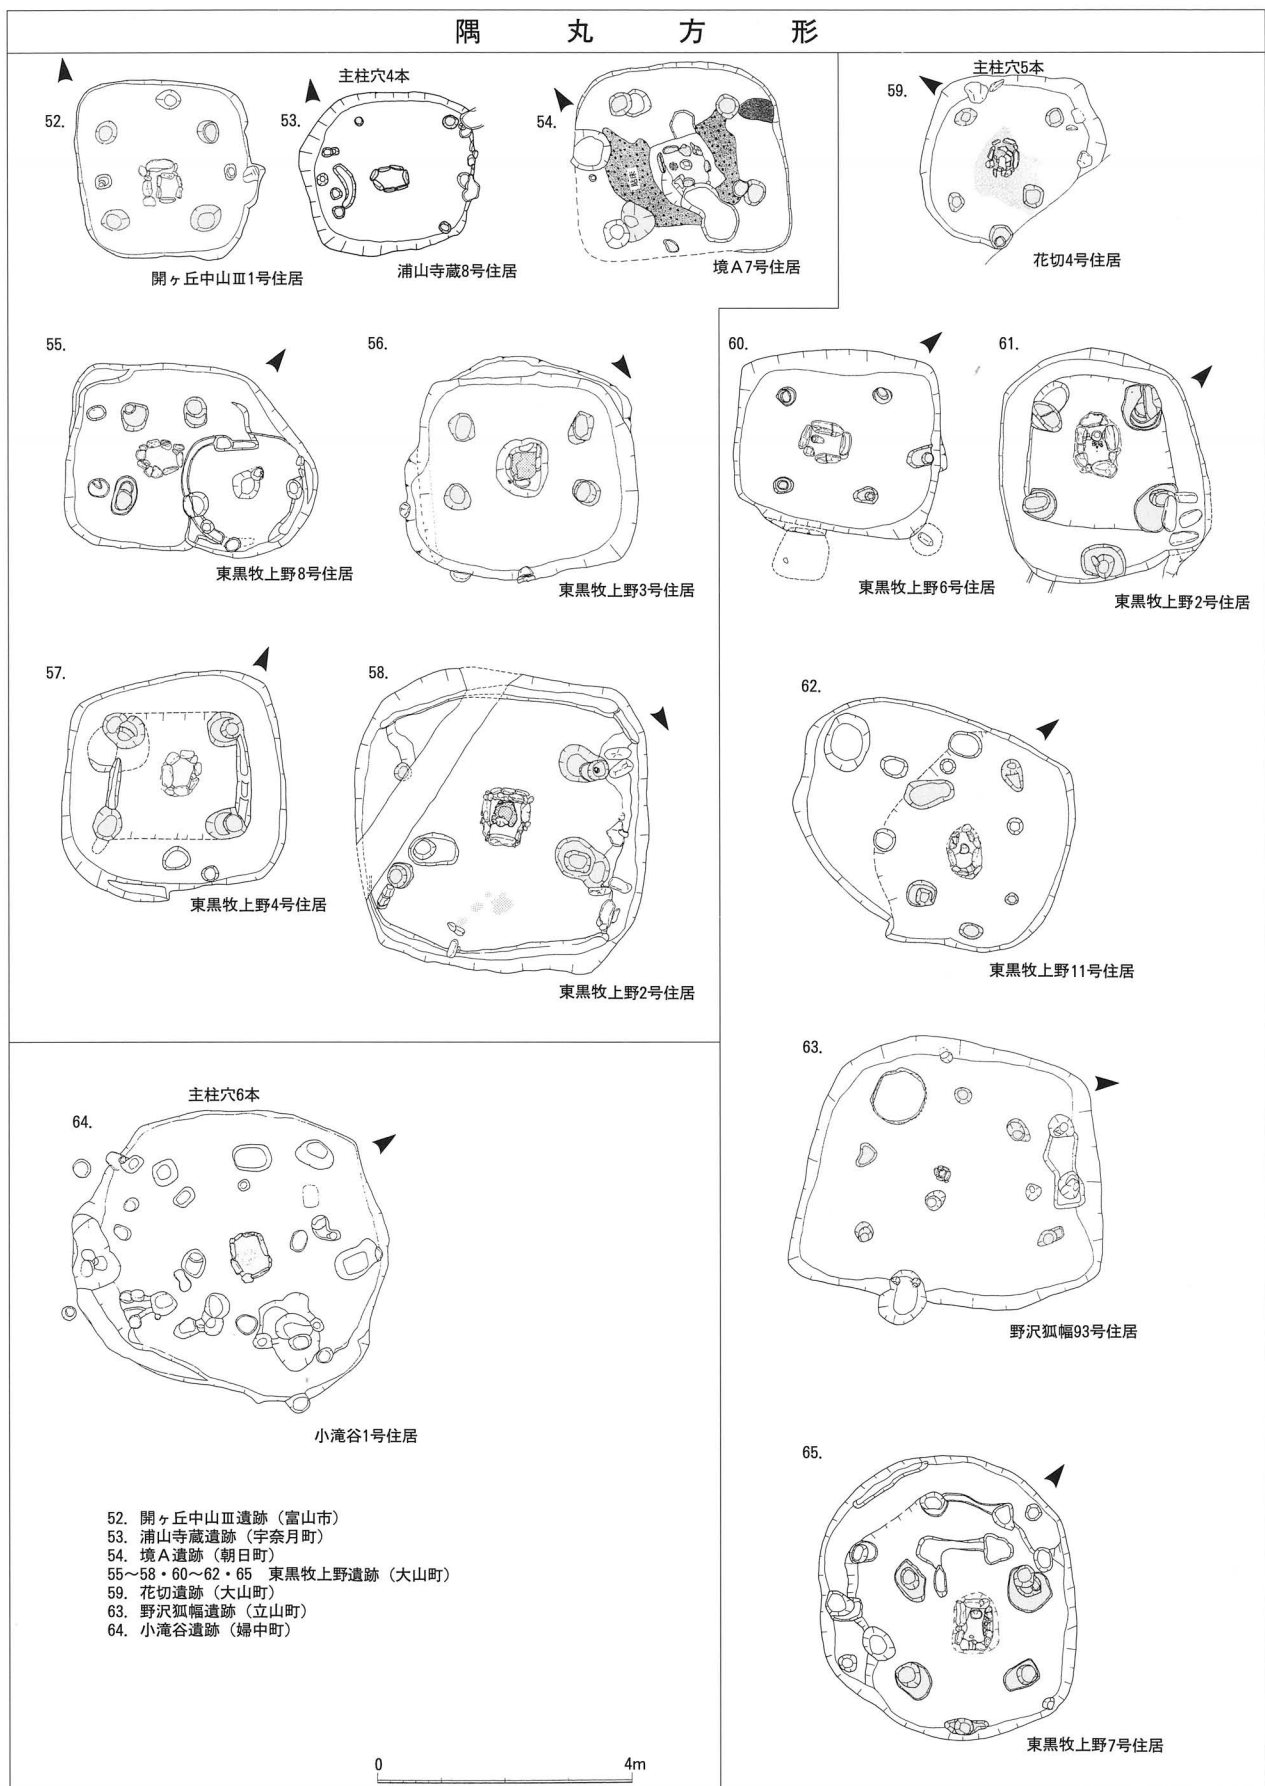 隅丸方形
主柱穴4本
52.
開ヶ丘中山Ⅲ1号住居
53.
浦山寺蔵8号住居
54.
境A7号住居
55.
東黒牧上野8号住居
56.
東黒牧上野3号住居
57.
東黒牧上野4号住居
58.
東黒牧上野2号住居
主柱穴5本
59.
花切4号住居
60.
東黒牧上野6号住居
61.
東黒牧上野2号住居
62.
東黒牧上野11号住居
63.
野沢狐幅93号住居
主柱穴6本
64.
小滝谷1号住居
65.
東黒牧上野7号住居
52. 開ヶ丘中山Ⅲ遺跡（富山市）
53. 浦山寺蔵遺跡（宇奈月町）
54. 境A遺跡（朝日町）
55～58・60～62・65 東黒牧上野遺跡（大山町）
59. 花切遺跡（大山町）
63. 野沢狐幅遺跡（立山町）
64. 小滝谷遺跡（婦中町）
0 4m